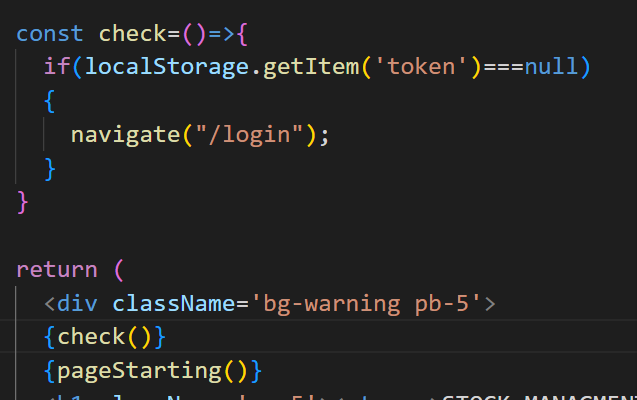 const check=()=>{
if(localStorage.getItem('token')===null)
{
navigate("/login");
}
}
return (
<div className='bg-warning pb-5'>
{check()}
{pageStarting()}